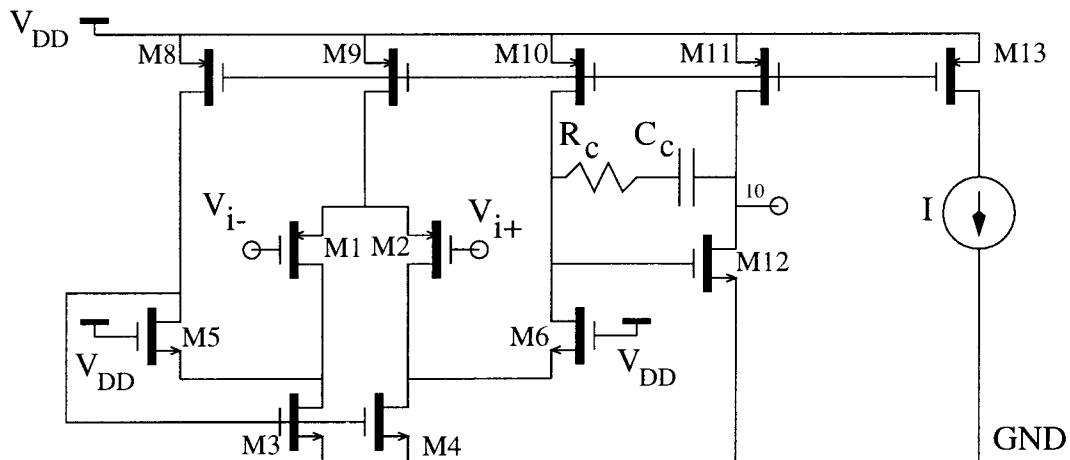 V_DD
M8
M9
M10
M11
M13
R_c
C_c
10
V_i-
V_i+
I
M1
M2
M12
M5
M6
V_DD
V_DD
M3
M4
GND